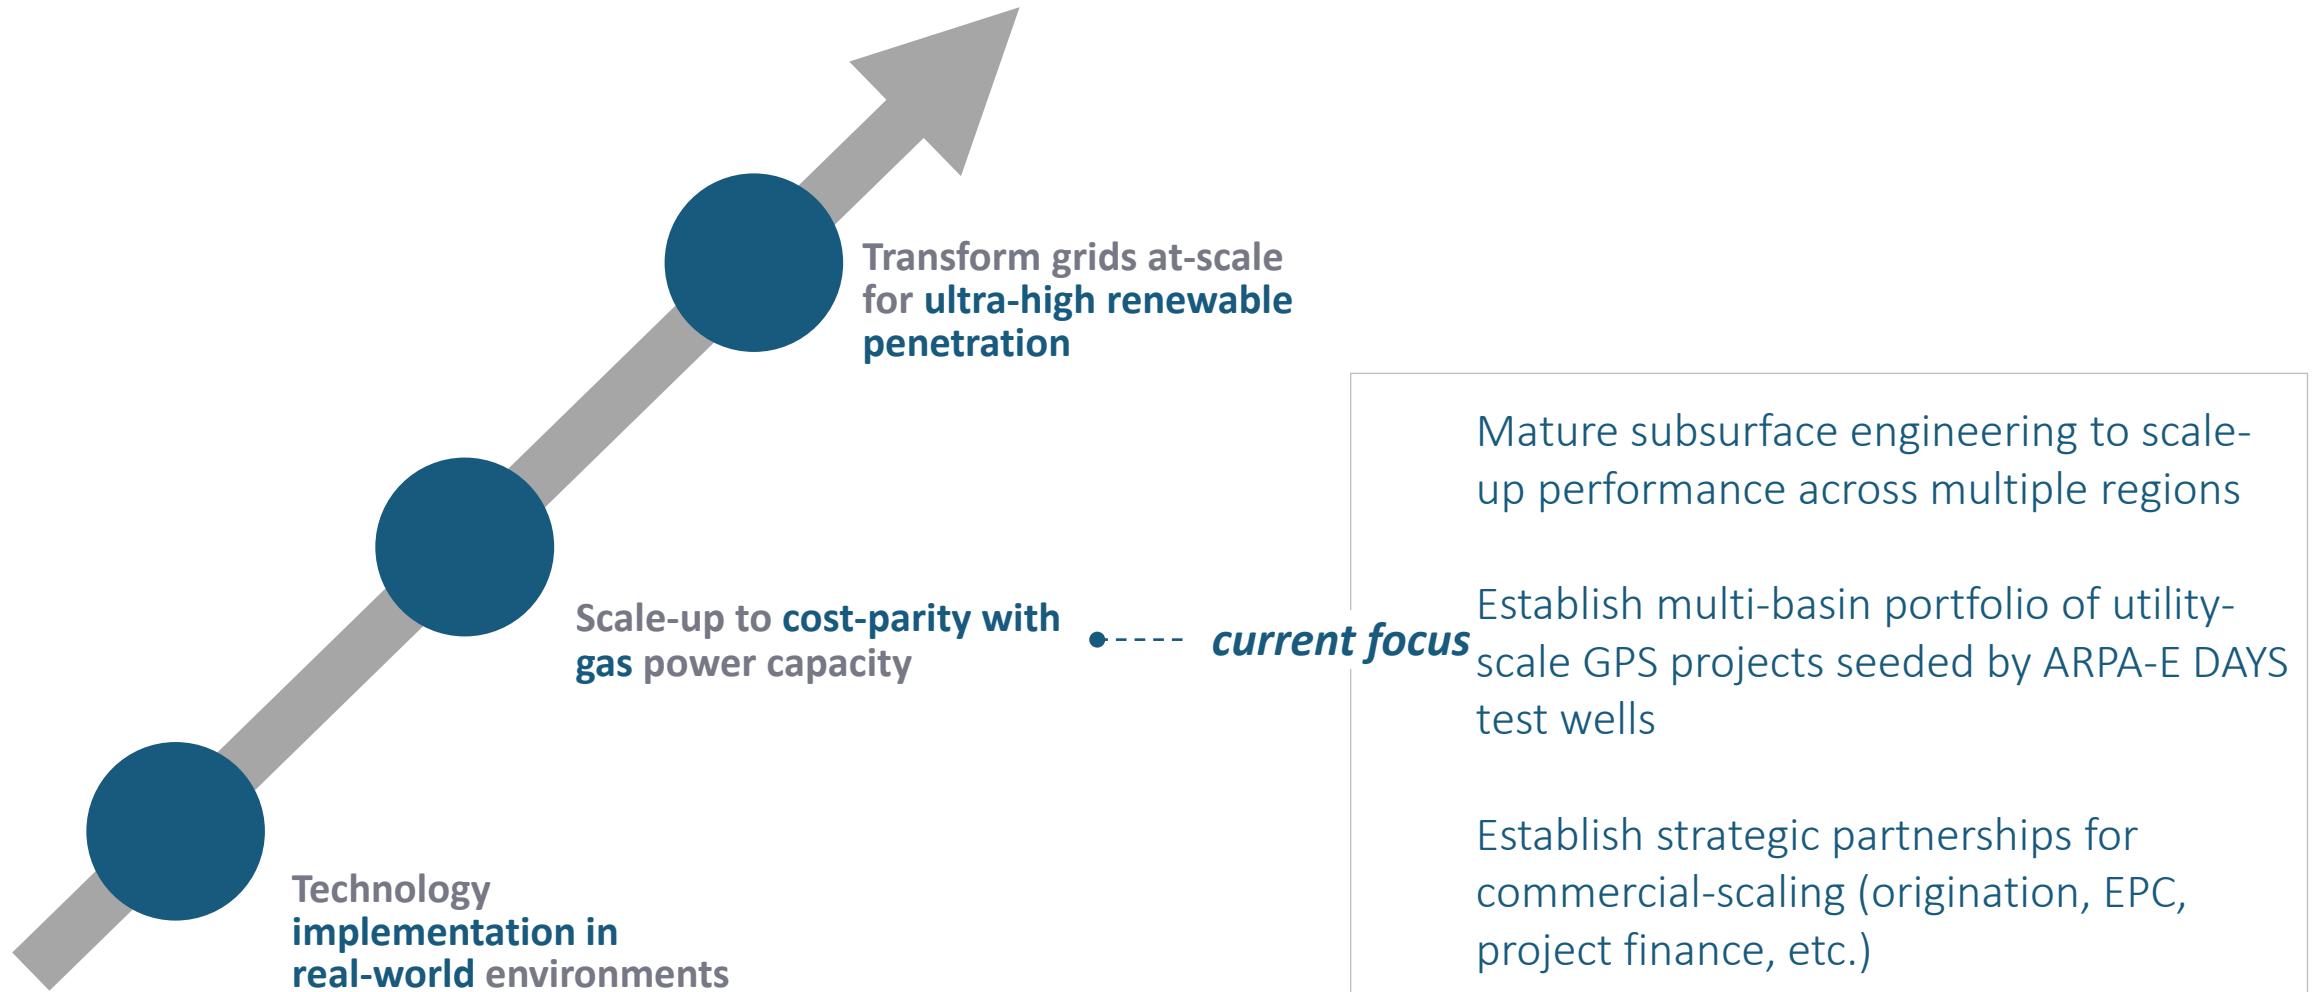 Transform grids at-scale
for ultra-high renewable
penetration
Scale-up to cost-parity with
gas power capacity
current focus
Technology
implementation in
real-world environments
Mature subsurface engineering to scale-
up performance across multiple regions
Establish multi-basin portfolio of utility-
scale GPS projects seeded by ARPA-E DAYS
test wells
Establish strategic partnerships for
commercial-scaling (origination, EPC,
project finance, etc.)